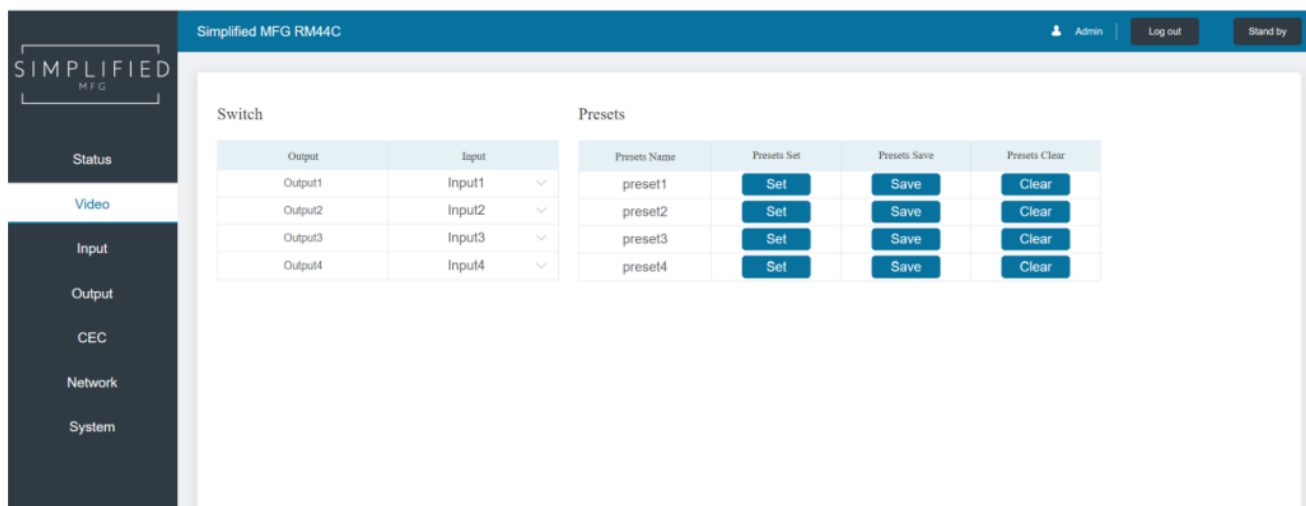 Simplified MFG RM44C Admin Log out Stand by
SIMPLIFIED
MFG
Status
Video
Input
Output
CEC
Network
System
Switch
Output Input
Output1 Input1
Output2 Input2
Output3 Input3
Output4 Input4
Presets
Presets Name Presets Set Presets Save Presets Clear
preset1 Set Save Clear
preset2 Set Save Clear
preset3 Set Save Clear
preset4 Set Save Clear